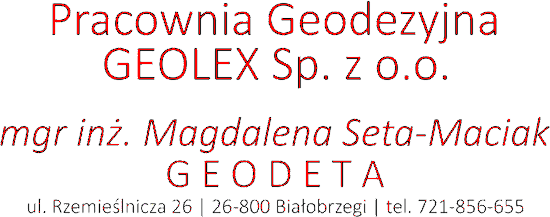 Pracownia Geodezyjna
GEOLEX Sp. z o.o.
mgr inż. Magdalena Seta-Maciak
GEODETA
ul. Rzemieślnicza 26 | 26-800 Białobrzegi | tel. 721-856-655